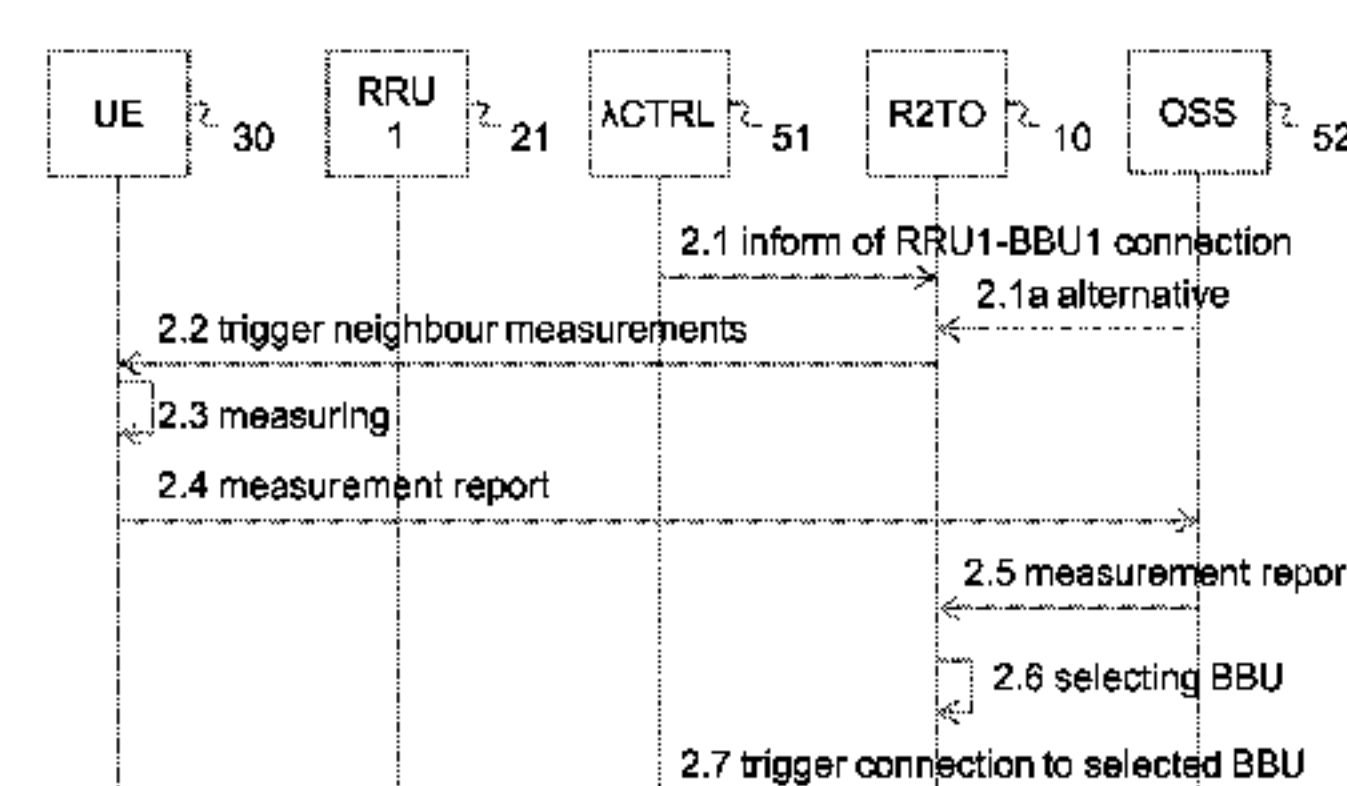 UE
30
RRU
1
21
λCTRL
51
R2TO
10
OSS
52
2.1 inform of RRU1-BBU1 connection
2.1a alternative
2.2 trigger neighbour measurements
2.3 measuring
2.4 measurement report
2.5 measurement repor
2.6 selecting BBU
2.7 trigger connection to selected BBU